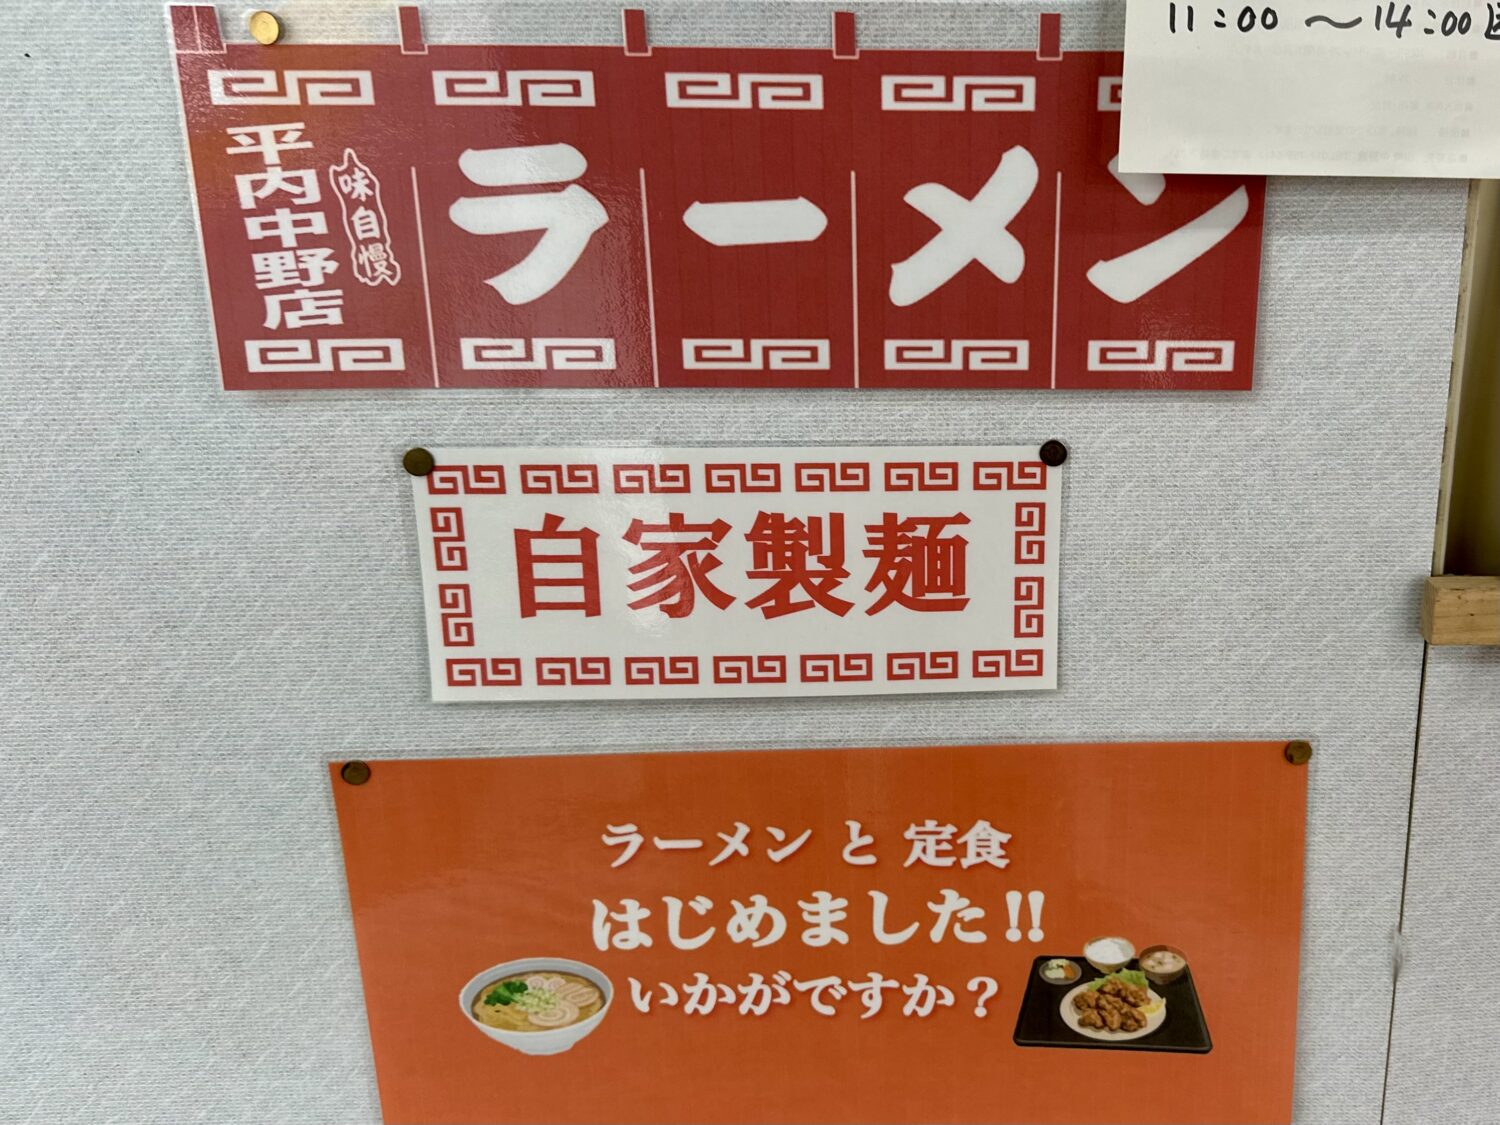 11:00 〜 14:00
平内中野店
味自慢
ラーメン
自家製麺
ラーメン と 定食
はじめました!!
いかがですか?